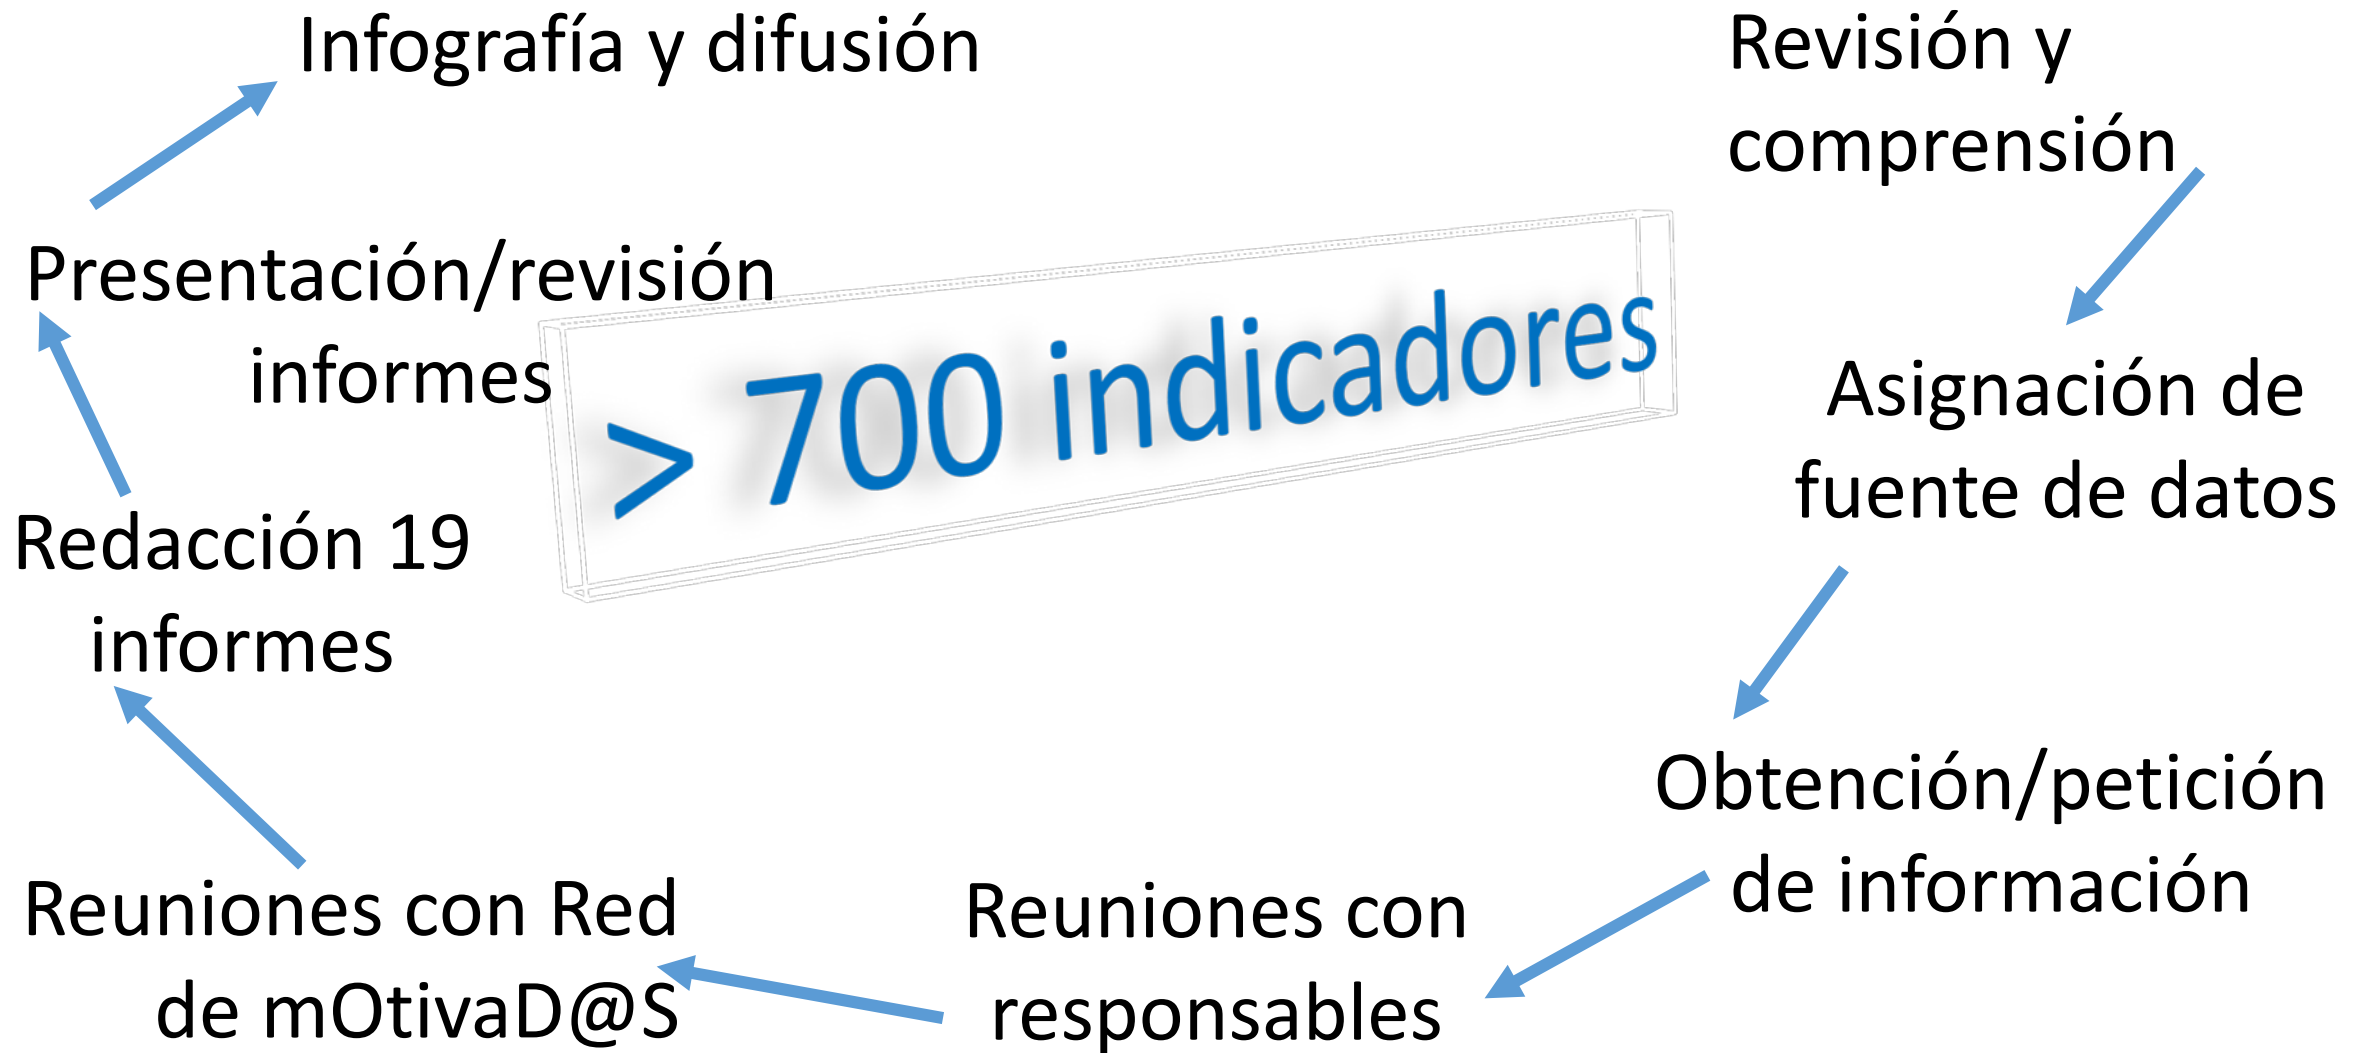 Infografía y difusión
Revisión y
comprensión
Presentación/revisión
informes
> 700 indicadores
Asignación de
fuente de datos
Redacción 19
informes
Obtención/petición
de información
Reuniones con Red
de mOtivaD@S
Reuniones con
responsables